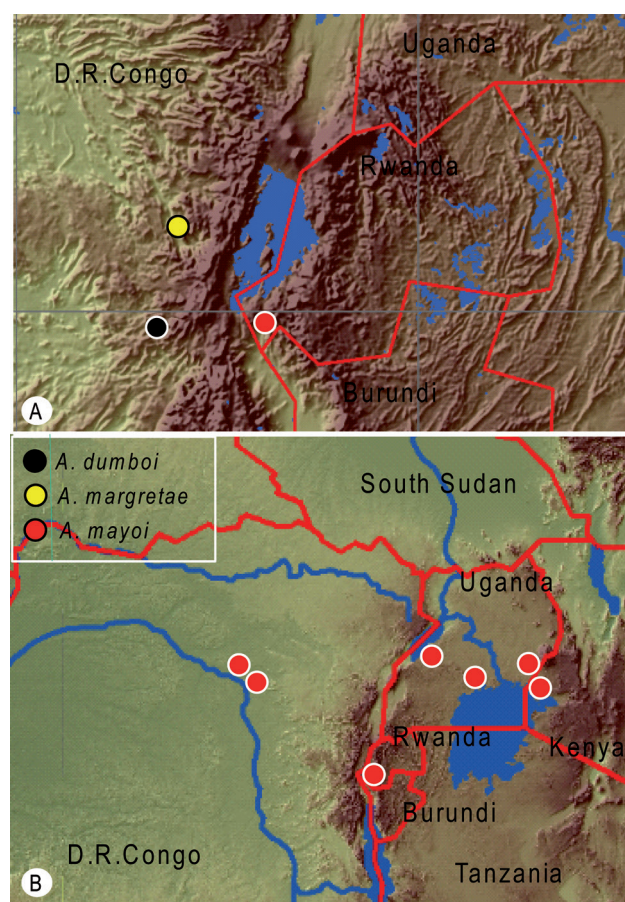 Uganda
D.R.Congo
Rwanda
Burundi
A
A. dumboi
A. margretae
A. mayoi
South Sudan
Uganda
Rwanda
Kenya
Burundi
D.R.Congo
Tanzania
B